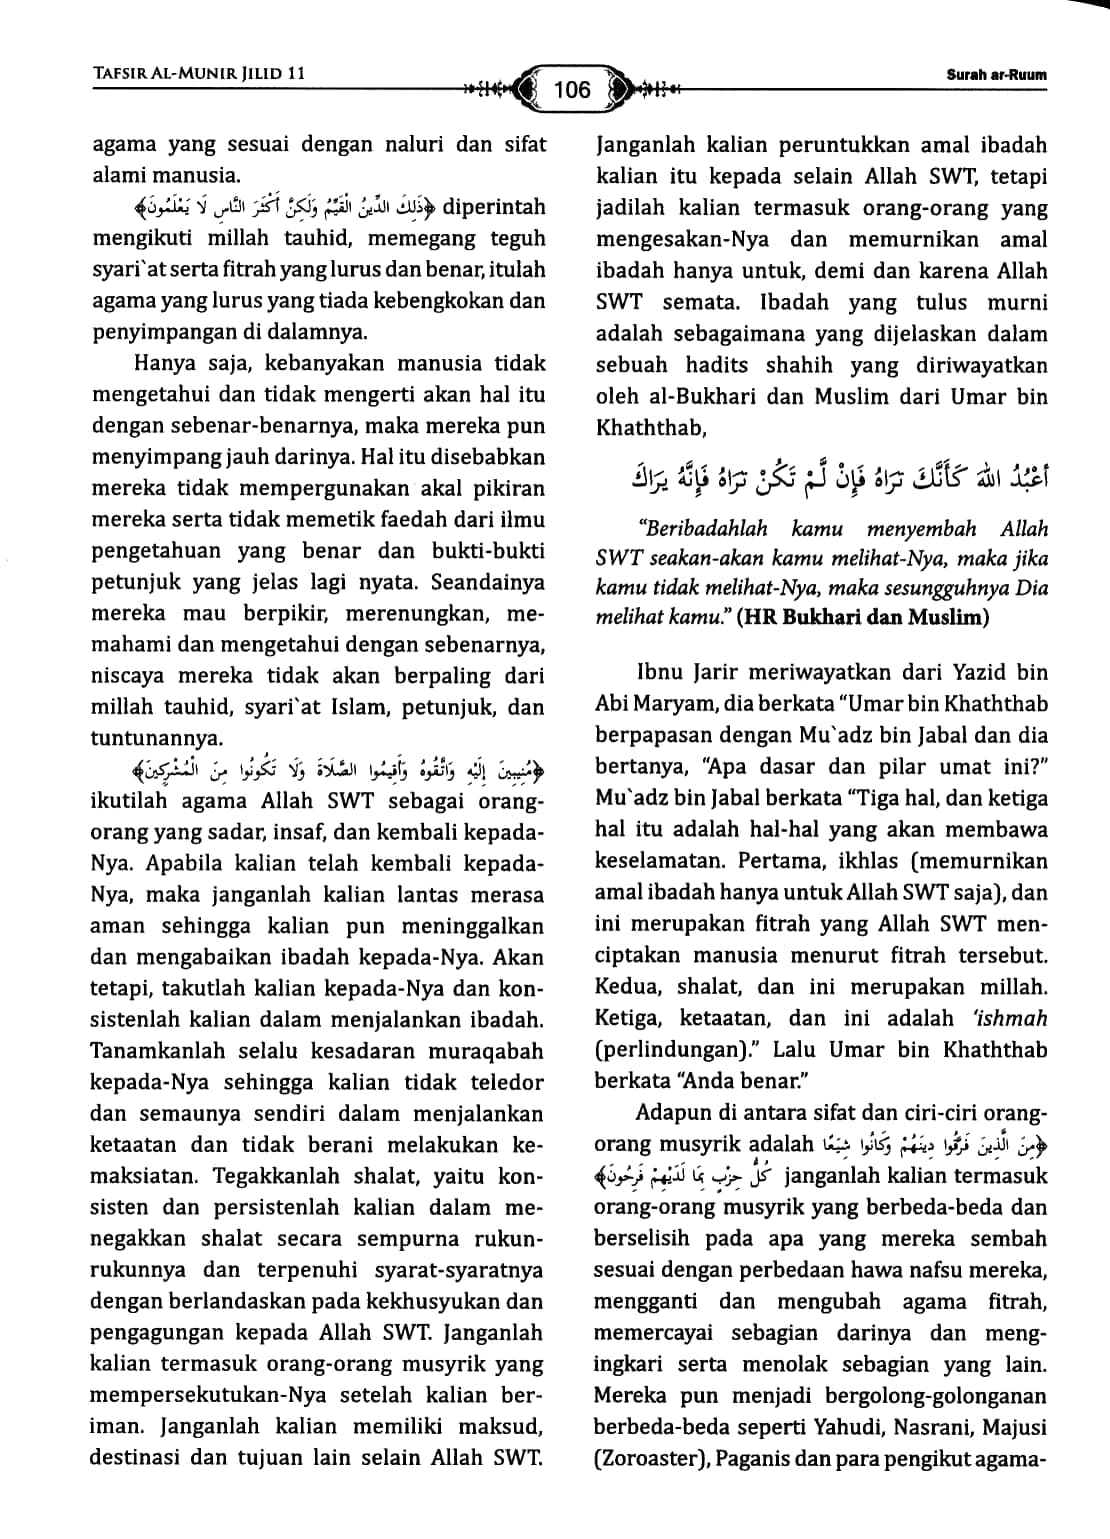 TAFSIR AL-MUNIR JILID 11
106
Surah ar-Ruum
agama yang sesuai dengan naluri dan sifat
alami manusia.
﴿ذَلِكَ الدِّينُ الْقَيِّمُ وَلَكِنَّ أَكْثَرَ النَّاسِ لَا يَعْلَمُونَ﴾ diperintah
mengikuti millah tauhid, memegang teguh
syari`at serta fitrah yang lurus dan benar, itulah
agama yang lurus yang tiada kebengkokan dan
penyimpangan di dalamnya.
Hanya saja, kebanyakan manusia tidak
mengetahui dan tidak mengerti akan hal itu
dengan sebenar-benarnya, maka mereka pun
menyimpang jauh darinya. Hal itu disebabkan
mereka tidak mempergunakan akal pikiran
mereka serta tidak memetik faedah dari ilmu
pengetahuan yang benar dan bukti-bukti
petunjuk yang jelas lagi nyata. Seandainya
mereka mau berpikir, merenungkan, me-
mahami dan mengetahui dengan sebenarnya,
niscaya mereka tidak akan berpaling dari
millah tauhid, syari`at Islam, petunjuk, dan
tuntunannya.
﴿مُنِيبِينَ إِلَيْهِ وَاتَّقُوهُ وَأَقِيمُوا الصَّلَاةَ وَلَا تَكُونُوا مِنَ الْمُشْرِكِينَ﴾
ikutilah agama Allah SWT sebagai orang-
orang yang sadar, insaf, dan kembali kepada-
Nya. Apabila kalian telah kembali kepada-
Nya, maka janganlah kalian lantas merasa
aman sehingga kalian pun meninggalkan
dan mengabaikan ibadah kepada-Nya. Akan
tetapi, takutlah kalian kepada-Nya dan kon-
sistenlah kalian dalam menjalankan ibadah.
Tanamkanlah selalu kesadaran muraqabah
kepada-Nya sehingga kalian tidak teledor
dan semaunya sendiri dalam menjalankan
ketaatan dan tidak berani melakukan ke-
maksiatan. Tegakkanlah shalat, yaitu kon-
sisten dan persistenlah kalian dalam me-
negakkan shalat secara sempurna rukun-
rukunnya dan terpenuhi syarat-syaratnya
dengan berlandaskan pada kekhusyukan dan
pengagungan kepada Allah SWT. Janganlah
kalian termasuk orang-orang musyrik yang
mempersekutukan-Nya setelah kalian ber-
iman. Janganlah kalian memiliki maksud,
destinasi dan tujuan lain selain Allah SWT.
Janganlah kalian peruntukkan amal ibadah
kalian itu kepada selain Allah SWT, tetapi
jadilah kalian termasuk orang-orang yang
mengesakan-Nya dan memurnikan amal
ibadah hanya untuk, demi dan karena Allah
SWT semata. Ibadah yang tulus murni
adalah sebagaimana yang dijelaskan dalam
sebuah hadits shahih yang diriwayatkan
oleh al-Bukhari dan Muslim dari Umar bin
Khaththab,
أعْبُدُ اللهَ كَأَنَّكَ تَرَاهُ فَإِنْ لَّمْ تَكُنْ تَرَاهُ فَإِنَّهُ يَرَاكَ
“Beribadahlah kamu menyembah Allah
SWT seakan-akan kamu melihat-Nya, maka jika
kamu tidak melihat-Nya, maka sesungguhnya Dia
melihat kamu.” (HR Bukhari dan Muslim)
Ibnu Jarir meriwayatkan dari Yazid bin
Abi Maryam, dia berkata “Umar bin Khaththab
berpapasan dengan Mu`adz bin Jabal dan dia
bertanya, “Apa dasar dan pilar umat ini?”
Mu`adz bin Jabal berkata “Tiga hal, dan ketiga
hal itu adalah hal-hal yang akan membawa
keselamatan. Pertama, ikhlas (memurnikan
amal ibadah hanya untuk Allah SWT saja), dan
ini merupakan fitrah yang Allah SWT men-
ciptakan manusia menurut fitrah tersebut.
Kedua, shalat, dan ini merupakan millah.
Ketiga, ketaatan, dan ini adalah ‘ishmah
(perlindungan).” Lalu Umar bin Khaththab
berkata “Anda benar.”
Adapun di antara sifat dan ciri-ciri orang-
orang musyrik adalah ﴿مِنَ الَّذِينَ فَرَّقُوا دِينَهُمْ وَكَانُوا شِيَعًا
كُلُّ حِزْبٍ بِمَا لَدَيْهِمْ فَرِحُونَ﴾ janganlah kalian termasuk
orang-orang musyrik yang berbeda-beda dan
berselisih pada apa yang mereka sembah
sesuai dengan perbedaan hawa nafsu mereka,
mengganti dan mengubah agama fitrah,
memercayai sebagian darinya dan meng-
ingkari serta menolak sebagian yang lain.
Mereka pun menjadi bergolong-golonganan
berbeda-beda seperti Yahudi, Nasrani, Majusi
(Zoroaster), Paganis dan para pengikut agama-